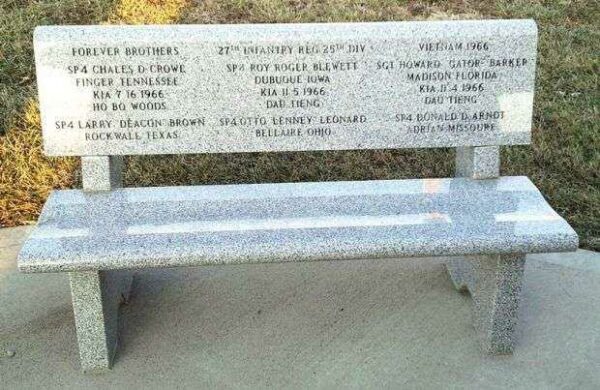 FOREVER BROTHERS 27TH INFANTRY REG 25TH DIV VIETNAM 1966
SP4 CHALES D CROWE
FINGER TENNESSEE
KIA 7 16 1966
HO BO WOODS
SP4 ROY ROGER BLEWETT
DUBUQUE IOWA
KIA 11 5 1966
DAU TIENG
SGT HOWARD "GATOR" BARKER
MADISON FLORIDA
KIA 11 4 1966
DAU TIENG
SP4 LARRY "DEACON" BROWN
ROCKWALL TEXAS
SP4 OTTO LENNEY LEONARD
BELLAIRE OHIO
SP4 RONALD D ARNDT
ADRIAN MISSOURI